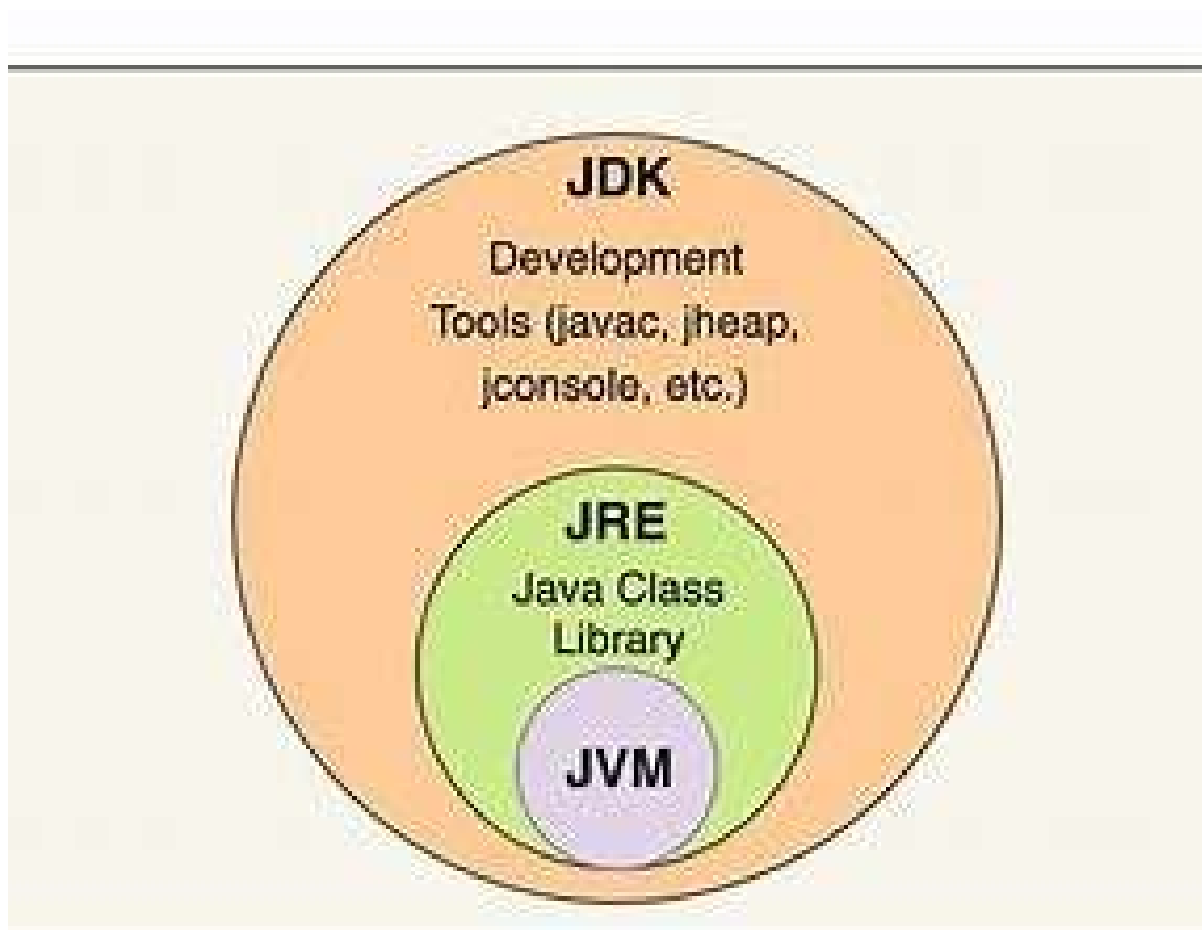 JDK
Development
Tools (javac, jheap,
jconsole, etc.)
JRE
Java Class
Library
JVM